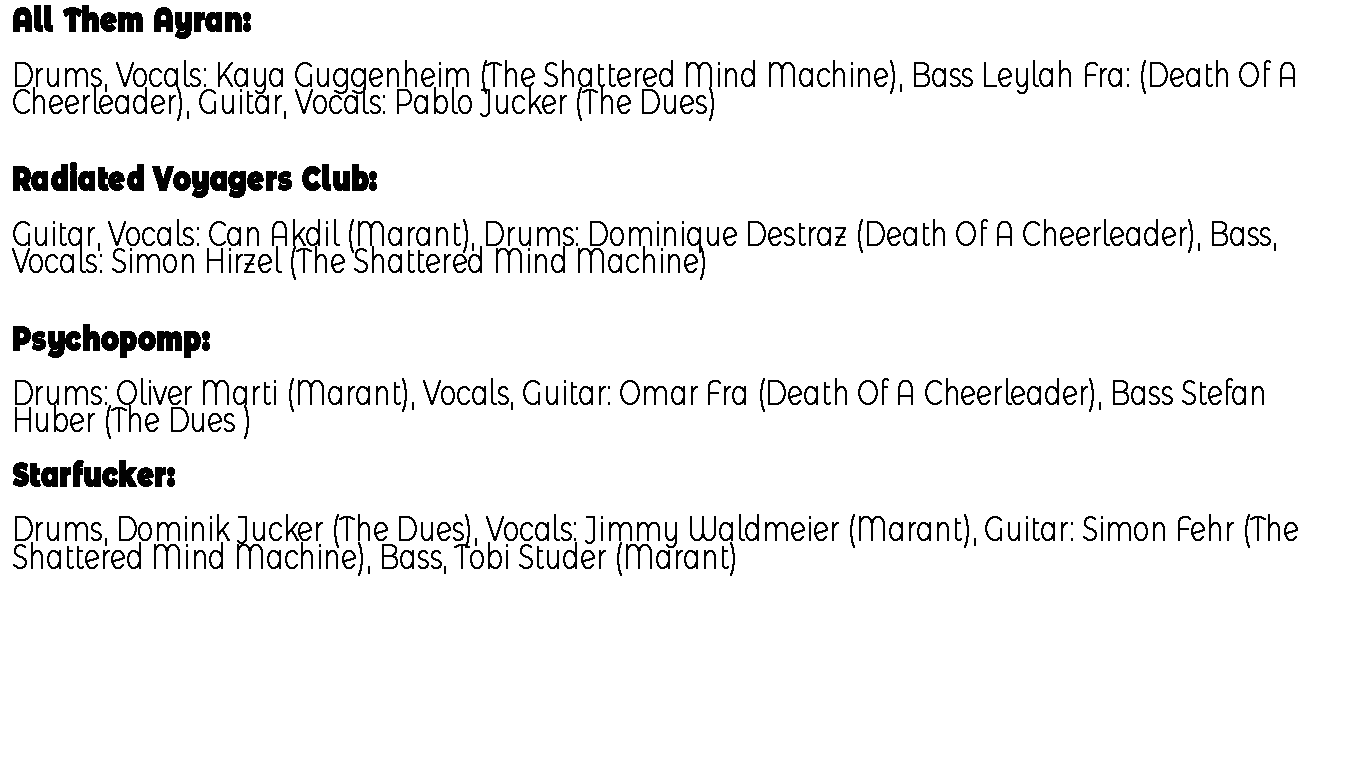 All Them Ayran:
Drums, Vocals: Kaya Guggenheim (The Shattered Mind Machine), Bass Leylah Fra: (Death Of A
Cheerleader), Guitar, Vocals: Pablo Jucker (The Dues)
Radiated Voyagers Club:
Guitar, Vocals: Can Akdil (Marant), Drums: Dominique Destraz (Death Of A Cheerleader), Bass,
Vocals: Simon Hirzel (The Shattered Mind Machine)
Psychopomp:
Drums: Oliver Marti (Marant), Vocals, Guitar: Omar Fra (Death Of A Cheerleader), Bass Stefan
Huber (The Dues )
Starfucker:
Drums, Dominik Jucker (The Dues), Vocals: Jimmy Waldmeier (Marant), Guitar: Simon Fehr (The
Shattered Mind Machine), Bass, Tobi Studer (Marant)